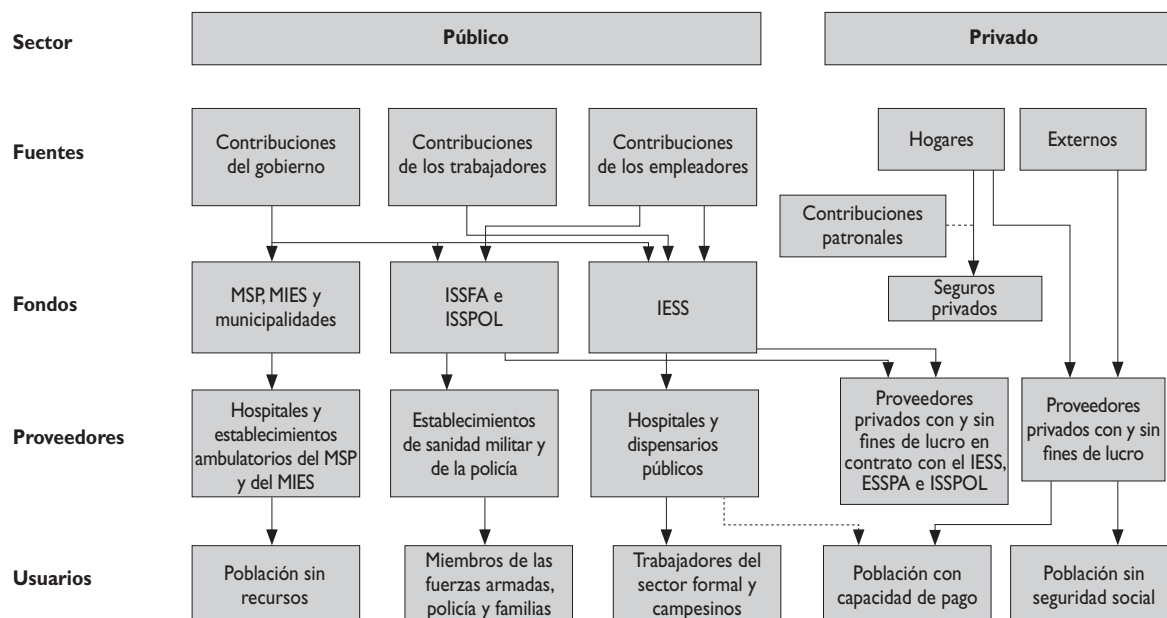 Sector
Público
Privado
Fuentes
Contribuciones
del gobierno
Contribuciones
de los trabajadores
Contribuciones
de los empleadores
Hogares
Externos
Contribuciones
patronales
Fondos
MSP, MIES y
municipalidades
ISSFA e
ISSPOL
IESS
Seguros
privados
Proveedores
Hospitales y
establecimientos
ambulatorios del MSP
y del MIES
Establecimientos
de sanidad militar y
de la policía
Hospitales y
dispensarios
públicos
Proveedores
privados con y sin
fines de lucro en
contrato con el IESS,
ESSPA e ISSPOL
Proveedores
privados con y sin
fines de lucro
Usuarios
Población sin
recursos
Miembros de las
fuerzas armadas,
policía y familias
Trabajadores del
sector formal y
campesinos
Población con
capacidad de pago
Población sin
seguridad social